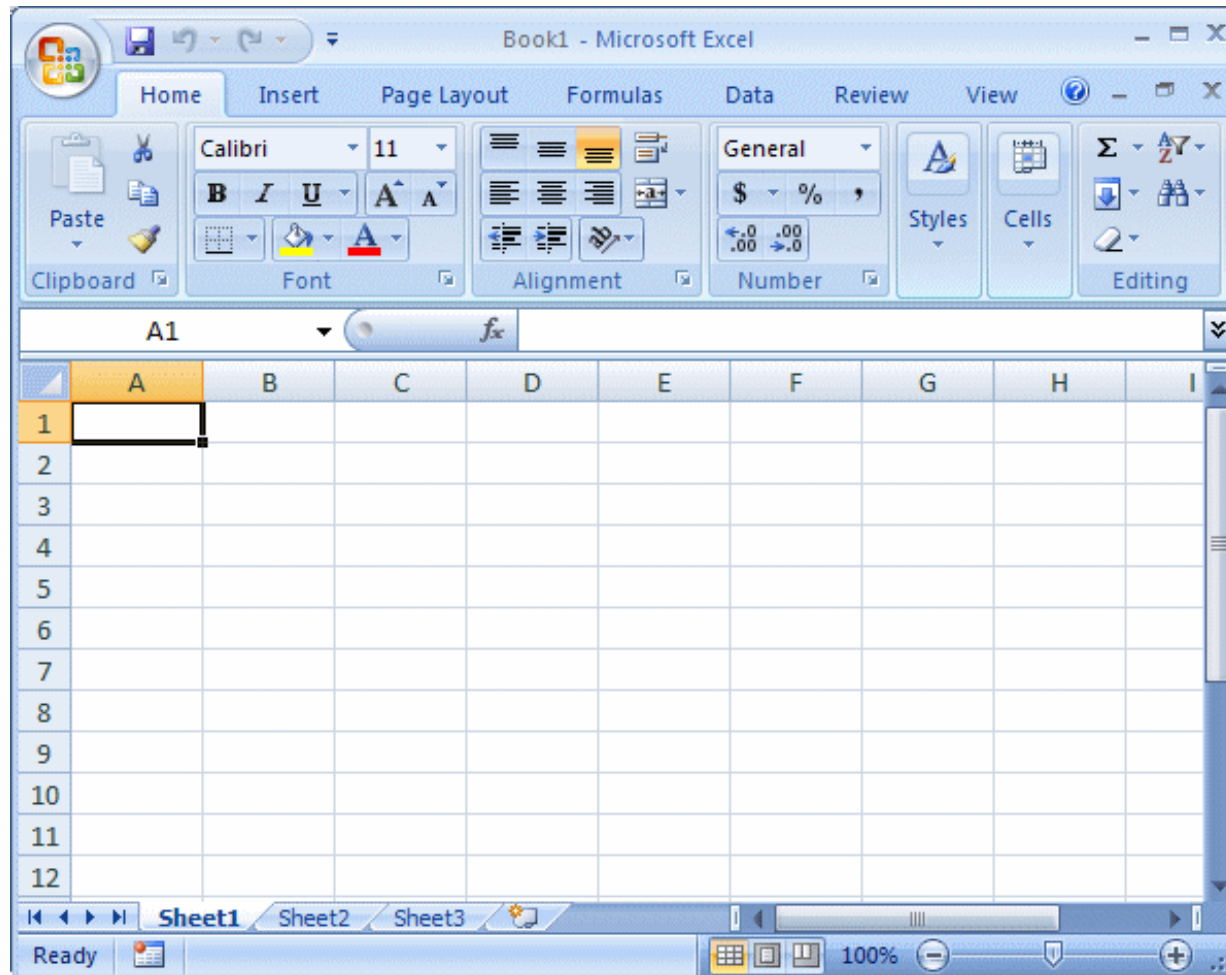 Book1 - Microsoft Excel
Home Insert Page Layout Formulas Data Review View
Calibri 11 General
B I U A A $ % ,
Paste A Styles Cells
Clipboard Font Alignment Number Editing
A1 fx
A B C D E F G H I
1
2
3
4
5
6
7
8
9
10
11
12
Sheet1 Sheet2 Sheet3
Ready 100%